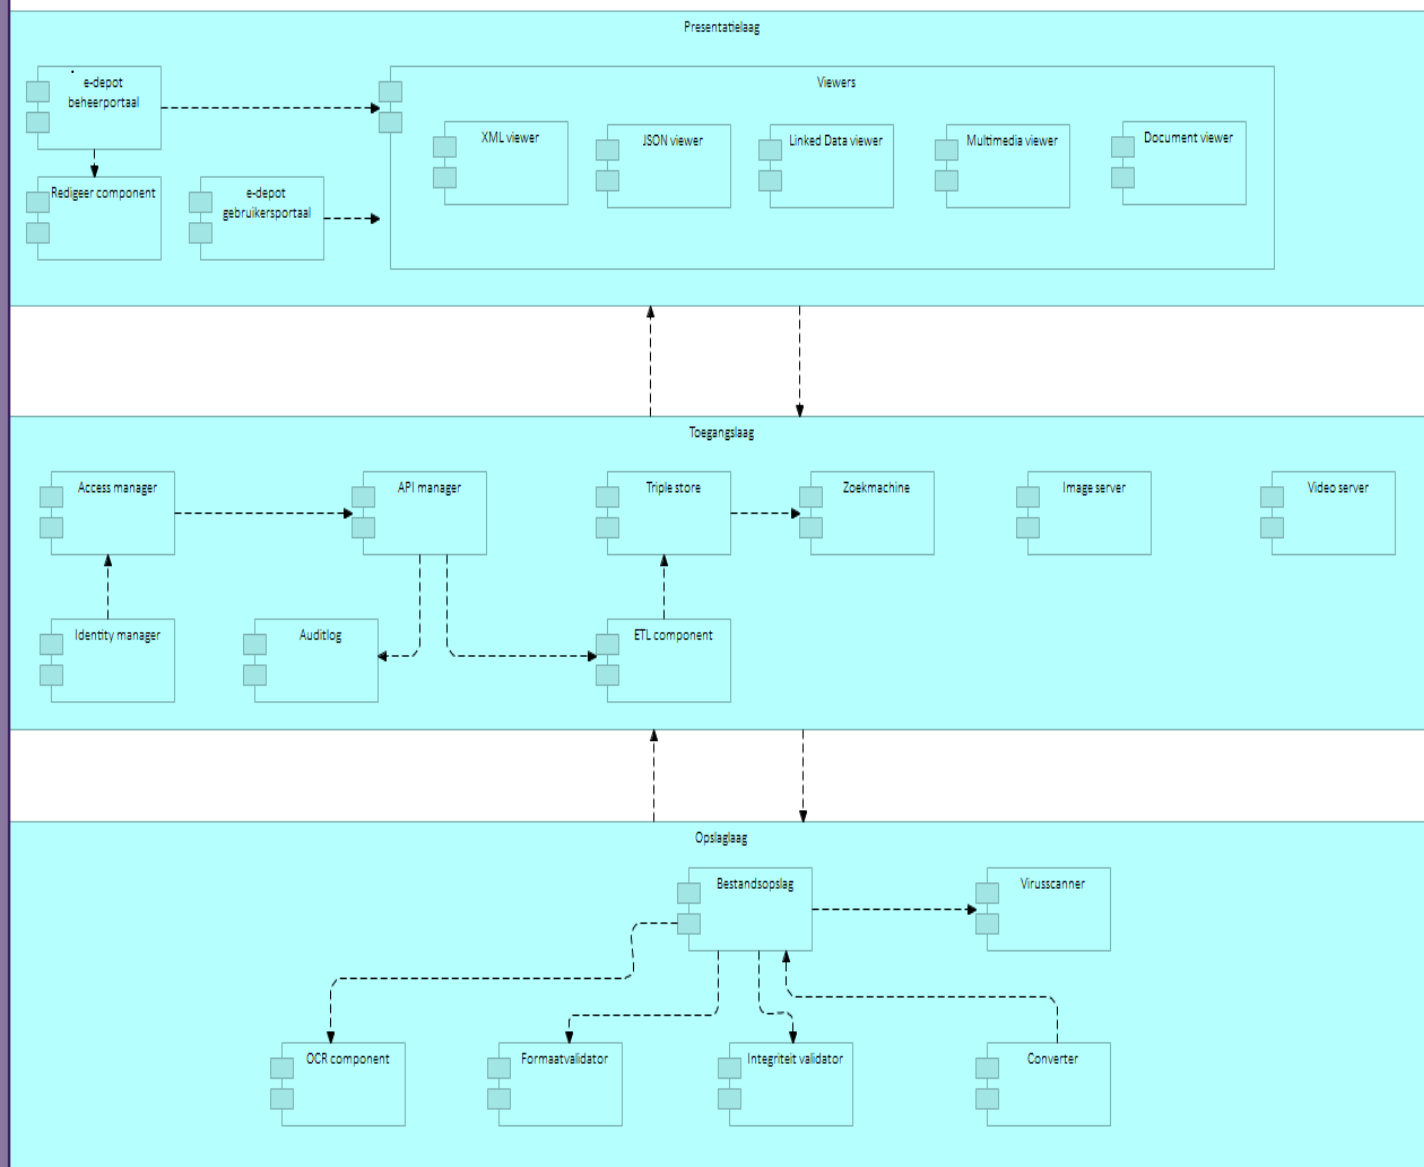 Presentatielaag
e-depot
beheerportaal
Viewers
XML viewer
JSON viewer
Linked Data viewer
Multimedia viewer
Document viewer
Redigeer component
e-depot
gebruikersportaal
Toegangslaag
Access manager
API manager
Triple store
Zoekmachine
Image server
Video server
Identity manager
Auditlog
ETL component
Opslaglaag
Bestandsopslag
Virusscanner
OCR component
Formaatvalidator
Integriteit validator
Converter